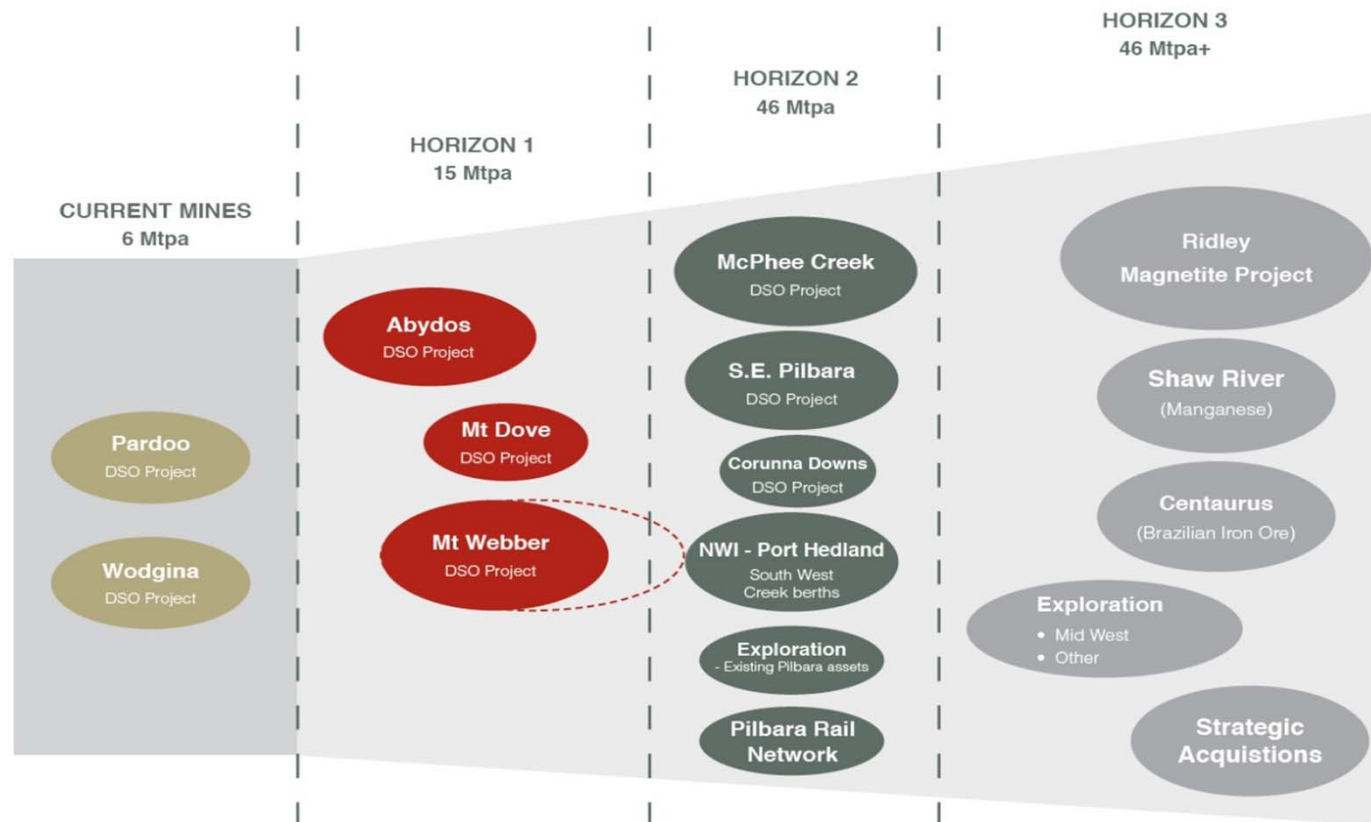 CURRENT MINES
6 Mtpa
Pardoo
DSO Project
Wodgina
DSO Project
HORIZON 1
15 Mtpa
Abydos
DSO Project
Mt Dove
DSO Project
Mt Webber
DSO Project
HORIZON 2
46 Mtpa
McPhee Creek
DSO Project
S.E. Pilbara
DSO Project
Corunna Downs
DSO Project
NWI - Port Hedland
South West
Creek berths
Exploration
- Existing Pilbara assets
Pilbara Rail
Network
HORIZON 3
46 Mtpa+
Ridley
Magnetite Project
Shaw River
(Manganese)
Centaurus
(Brazilian Iron Ore)
Exploration
• Mid West
• Other
Strategic
Acquistions